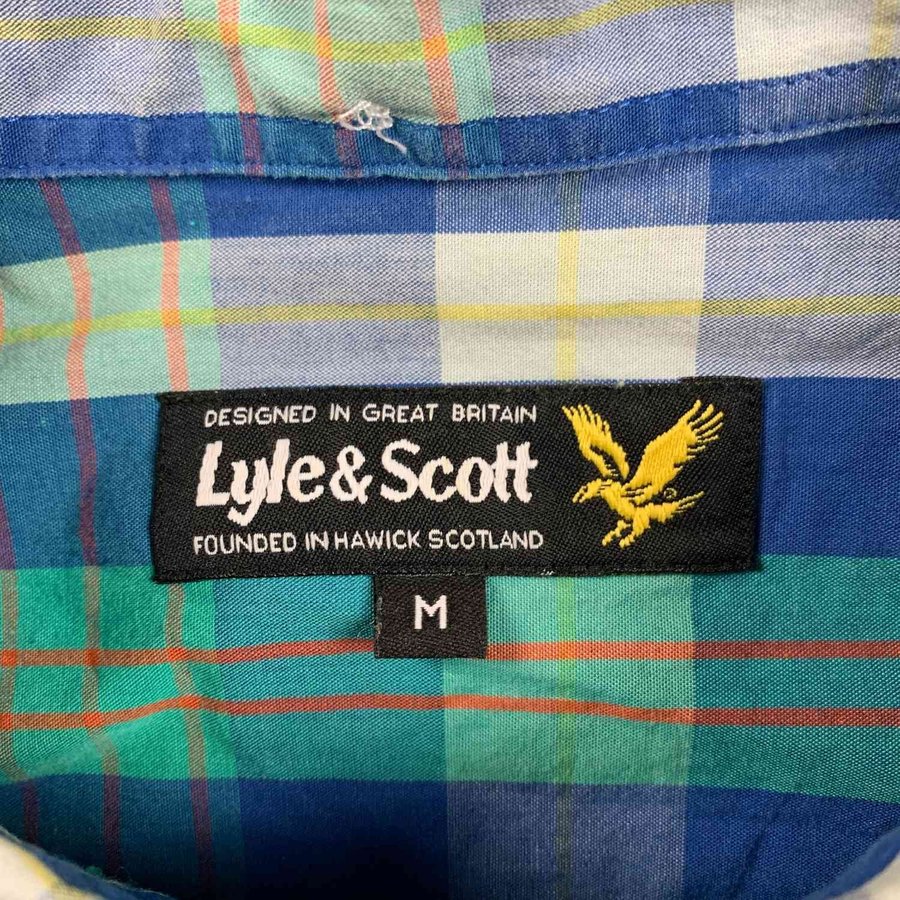 DESIGNED IN GREAT BRITAIN
Lyle & Scott
FOUNDED IN HAWICK SCOTLAND
M